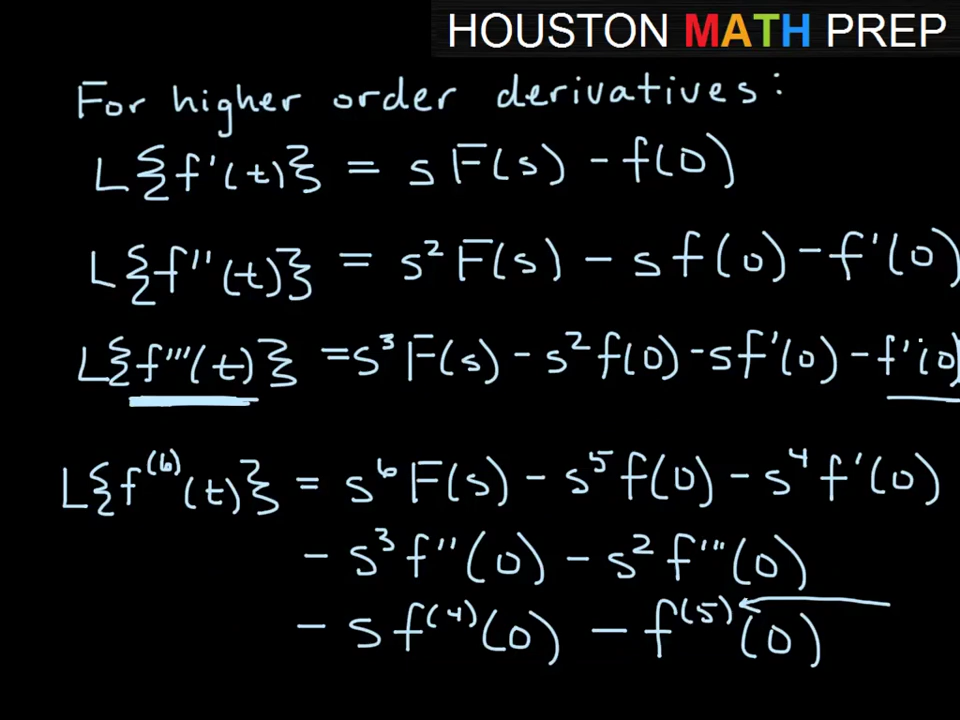 HOUSTON MATH PREP
For higher order derivatives:
L{f'(t)} = sF(s) - f(0)
L{f''(t)} = s²F(s) - sf(0) - f'(0)
L{f'''(t)} = s³F(s) - s²f(0) - sf'(0) - f''(0)
L{f⁽⁶⁾(t)} = s⁶F(s) - s⁵f(0) - s⁴f'(0)
- s³f''(0) - s²f'''(0)
- sf⁽⁴⁾(0) - f⁽⁵⁾(0)